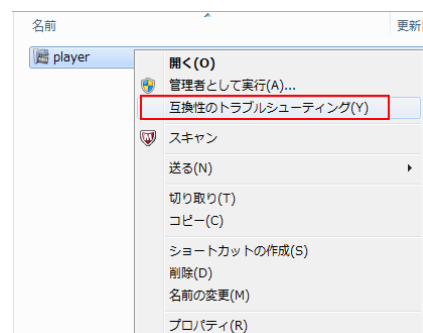 名前
更新
player
開く(O)
管理者として実行(A)...
互換性のトラブルシューティング(Y)
スキャン
送る(N)
切り取り(T)
コピー(C)
ショートカットの作成(S)
削除(D)
名前の変更(M)
プロパティ(R)